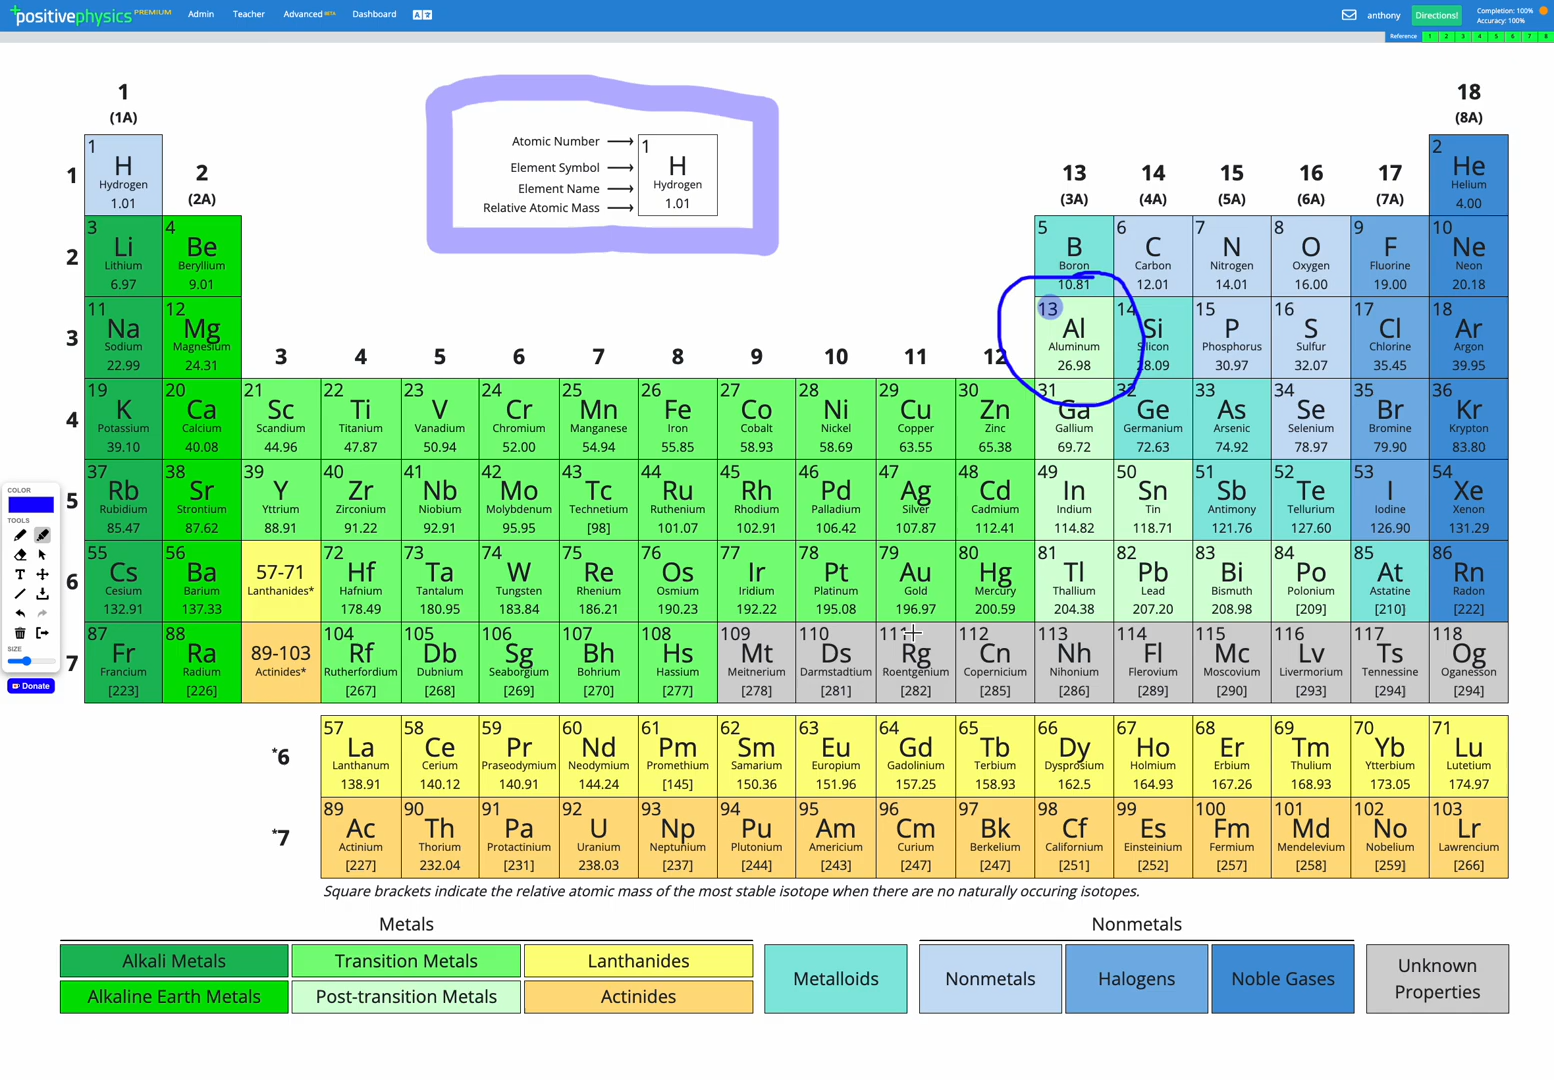 positivephysics PREMIUM Admin Teacher Advanced BETA Dashboard anthony Directions! Completion: 100%
Accuracy: 100%
Reference 1 2 3 4 5 6 7 8
1 18
(1A) (8A)
Atomic Number 1
Element Symbol H
Element Name Hydrogen
Relative Atomic Mass 1.01
1 2
1 H 2 13 14 15 16 17 He
Hydrogen (2A) (3A) (4A) (5A) (6A) (7A) Helium
1.01 4.00
3 4 5 6 7 8 9 10
2 Li Be B C N O F Ne
Lithium Beryllium Boron Carbon Nitrogen Oxygen Fluorine Neon
6.97 9.01 10.81 12.01 14.01 16.00 19.00 20.18
11 12 13 14 15 16 17 18
3 Na Mg Al Si P S Cl Ar
Sodium Magnesium Aluminum Silicon Phosphorus Sulfur Chlorine Argon
22.99 24.31 3 4 5 6 7 8 9 10 11 12 26.98 28.09 30.97 32.07 35.45 39.95
19 20 21 22 23 24 25 26 27 28 29 30 31 32 33 34 35 36
4 K Ca Sc Ti V Cr Mn Fe Co Ni Cu Zn Ga Ge As Se Br Kr
Potassium Calcium Scandium Titanium Vanadium Chromium Manganese Iron Cobalt Nickel Copper Zinc Gallium Germanium Arsenic Selenium Bromine Krypton
39.10 40.08 44.96 47.87 50.94 52.00 54.94 55.85 58.93 58.69 63.55 65.38 69.72 72.63 74.92 78.97 79.90 83.80
37 38 39 40 41 42 43 44 45 46 47 48 49 50 51 52 53 54
5 Rb Sr Y Zr Nb Mo Tc Ru Rh Pd Ag Cd In Sn Sb Te I Xe
Rubidium Strontium Yttrium Zirconium Niobium Molybdenum Technetium Ruthenium Rhodium Palladium Silver Cadmium Indium Tin Antimony Tellurium Iodine Xenon
85.47 87.62 88.91 91.22 92.91 95.95 [98] 101.07 102.91 106.42 107.87 112.41 114.82 118.71 121.76 127.60 126.90 131.29
55 56 72 73 74 75 76 77 78 79 80 81 82 83 84 85 86
6 Cs Ba 57-71 Hf Ta W Re Os Ir Pt Au Hg Tl Pb Bi Po At Rn
Cesium Barium Lanthanides* Hafnium Tantalum Tungsten Rhenium Osmium Iridium Platinum Gold Mercury Thallium Lead Bismuth Polonium Astatine Radon
132.91 137.33 178.49 180.95 183.84 186.21 190.23 192.22 195.08 196.97 200.59 204.38 207.20 208.98 [209] [210] [222]
87 88 104 105 106 107 108 109 110 111 112 113 114 115 116 117 118
7 Fr Ra 89-103 Rf Db Sg Bh Hs Mt Ds Rg Cn Nh Fl Mc Lv Ts Og
Francium Radium Actinides* Rutherfordium Dubnium Seaborgium Bohrium Hassium Meitnerium Darmstadtium Roentgenium Copernicium Nihonium Flerovium Moscovium Livermorium Tennessine Oganesson
[223] [226] [267] [268] [269] [270] [277] [278] [281] [282] [285] [286] [289] [290] [293] [294] [294]
57 58 59 60 61 62 63 64 65 66 67 68 69 70 71
*6 La Ce Pr Nd Pm Sm Eu Gd Tb Dy Ho Er Tm Yb Lu
Lanthanum Cerium Praseodymium Neodymium Promethium Samarium Europium Gadolinium Terbium Dysprosium Holmium Erbium Thulium Ytterbium Lutetium
138.91 140.12 140.91 144.24 [145] 150.36 151.96 157.25 158.93 162.5 164.93 167.26 168.93 173.05 174.97
89 90 91 92 93 94 95 96 97 98 99 100 101 102 103
*7 Ac Th Pa U Np Pu Am Cm Bk Cf Es Fm Md No Lr
Actinium Thorium Protactinium Uranium Neptunium Plutonium Americium Curium Berkelium Californium Einsteinium Fermium Mendelevium Nobelium Lawrencium
[227] 232.04 [231] 238.03 [237] [244] [243] [247] [247] [251] [252] [257] [258] [259] [266]
Square brackets indicate the relative atomic mass of the most stable isotope when there are no naturally occuring isotopes.
Metals Nonmetals
Alkali Metals Transition Metals Lanthanides Metalloids Nonmetals Halogens Noble Gases Unknown Properties
Alkaline Earth Metals Post-transition Metals Actinides
COLOR
TOOLS
T
SIZE
Donate